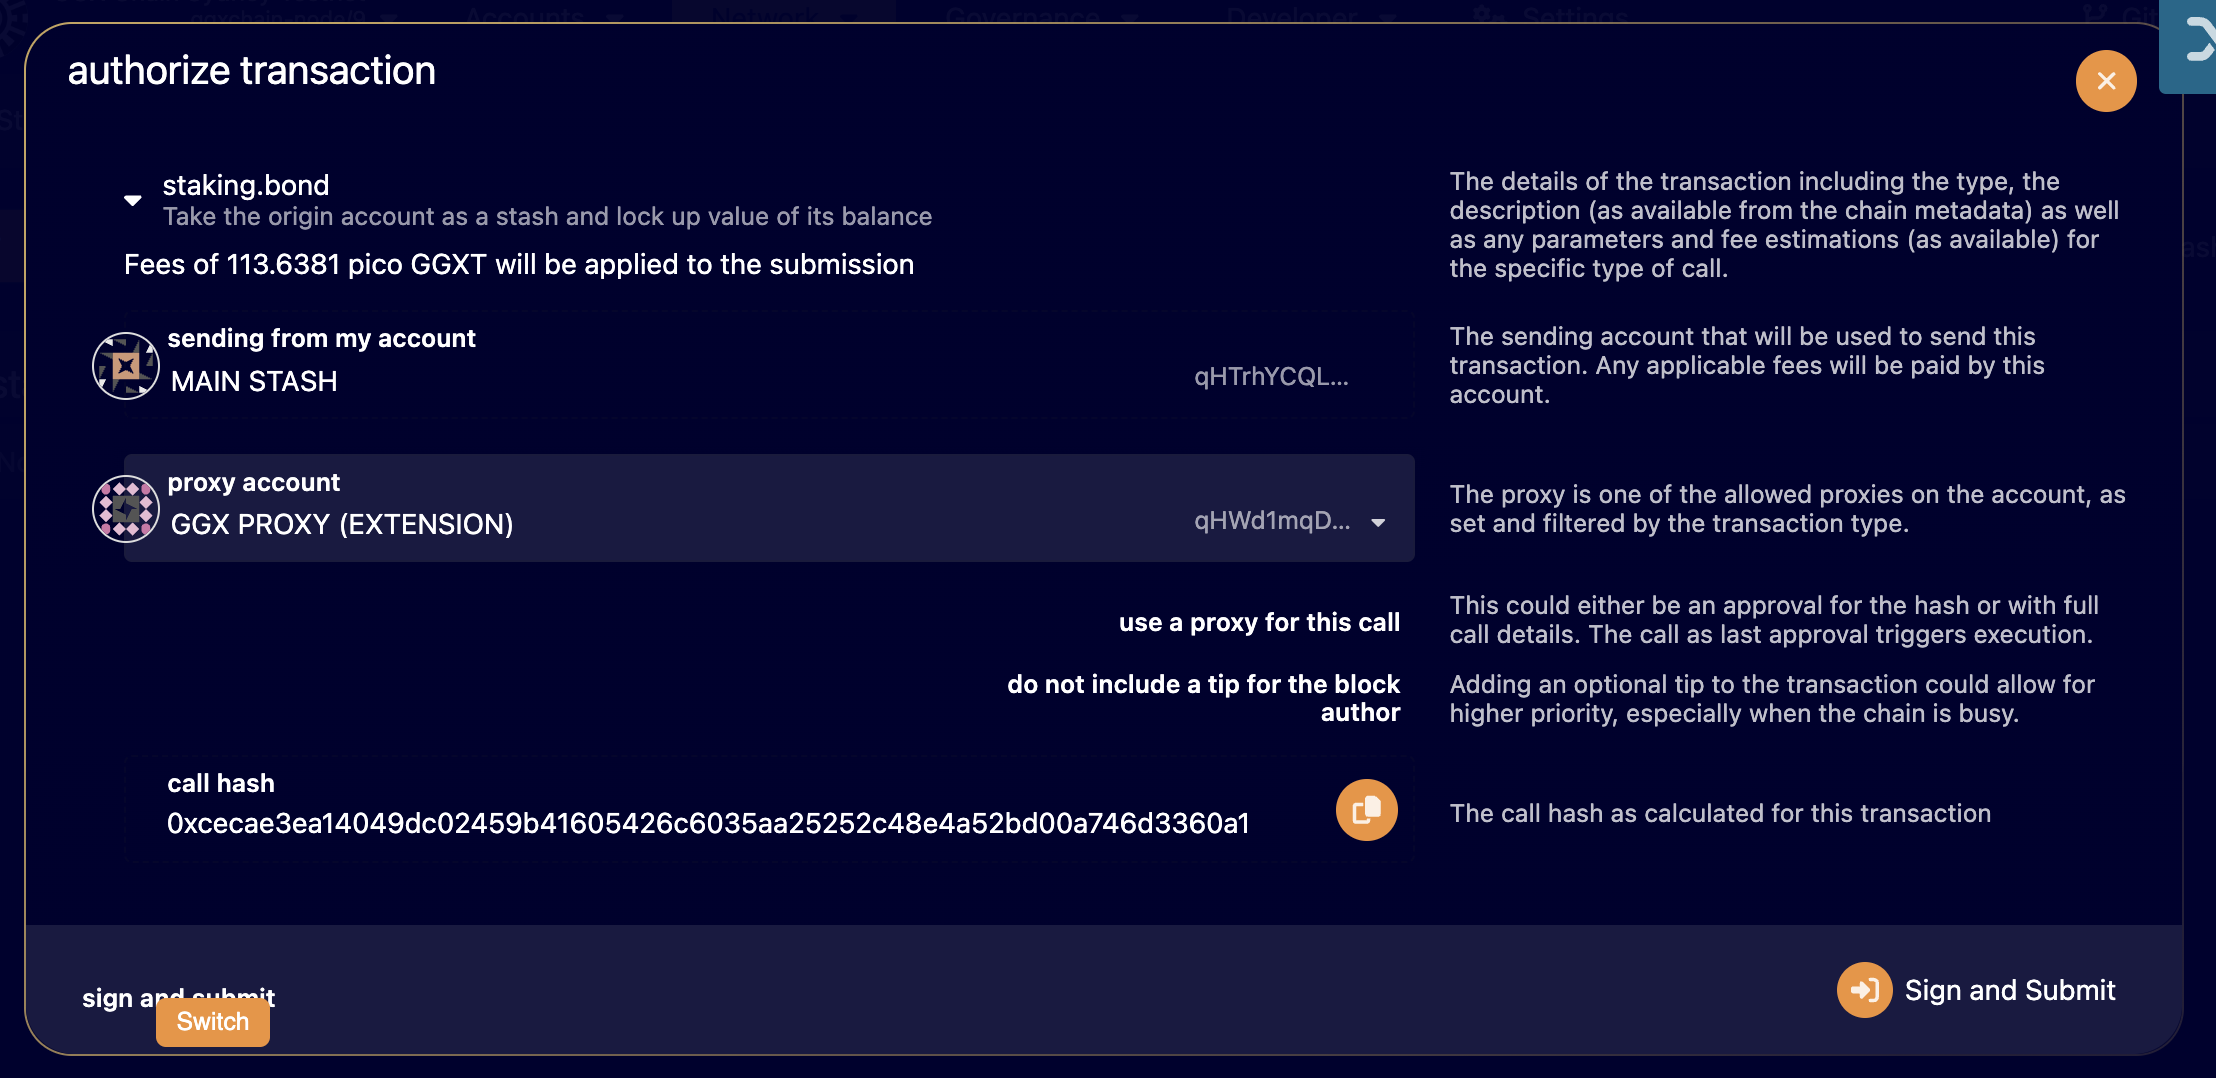 ggxchain-node/9
Accounts
Network
Governance
Developer
Settings
authorize transaction
staking.bond
Take the origin account as a stash and lock up value of its balance
Fees of 113.6381 pico GGXT will be applied to the submission
The details of the transaction including the type, the
description (as available from the chain metadata) as well
as any parameters and fee estimations (as available) for
the specific type of call.
sending from my account
MAIN STASH
qHTrhYCQL...
The sending account that will be used to send this
transaction. Any applicable fees will be paid by this
account.
proxy account
GGX PROXY (EXTENSION)
qHWd1mqD...
The proxy is one of the allowed proxies on the account, as
set and filtered by the transaction type.
use a proxy for this call
This could either be an approval for the hash or with full
call details. The call as last approval triggers execution.
do not include a tip for the block
author
Adding an optional tip to the transaction could allow for
higher priority, especially when the chain is busy.
call hash
0xcecae3ea14049dc02459b41605426c6035aa25252c48e4a52bd00a746d3360a1
The call hash as calculated for this transaction
sign and submit
Switch
Sign and Submit